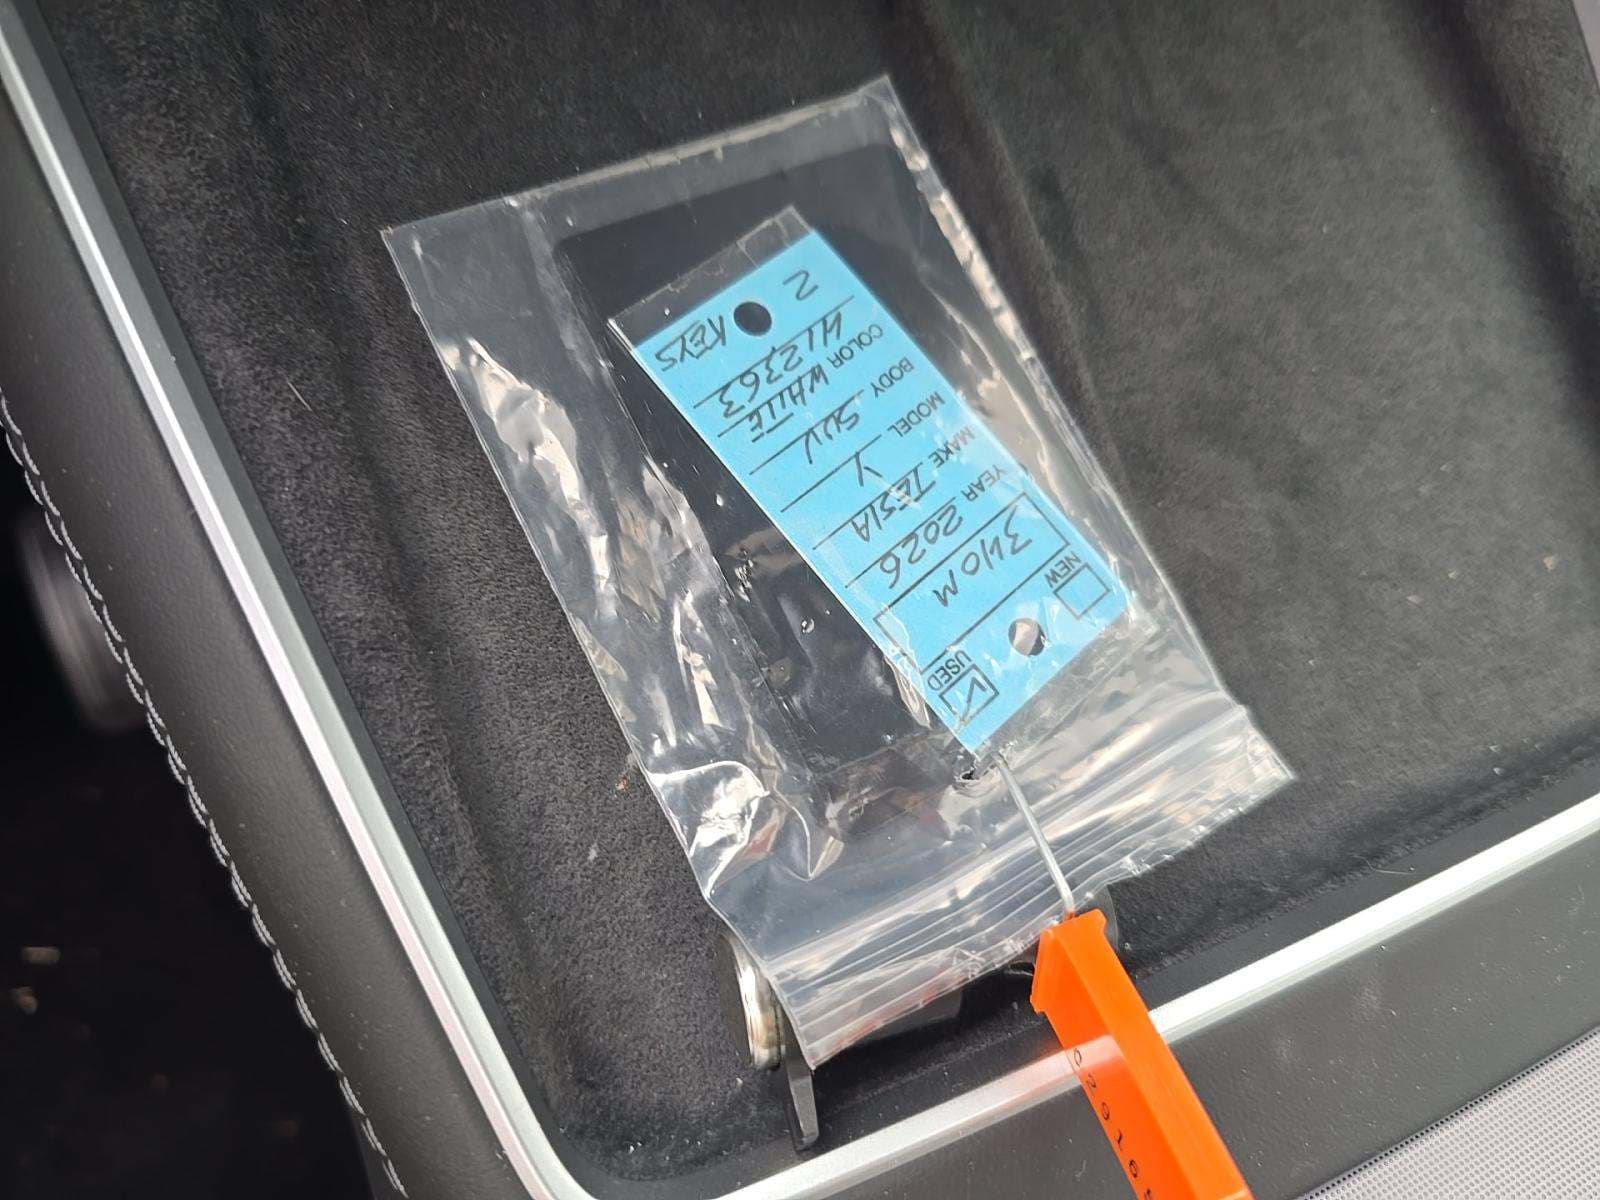 NEW USED ✓
3410M
YEAR 2026
MAKE TESLA
MODEL Y
BODY SUV
COLOR WHITE
412363
2 KEYS